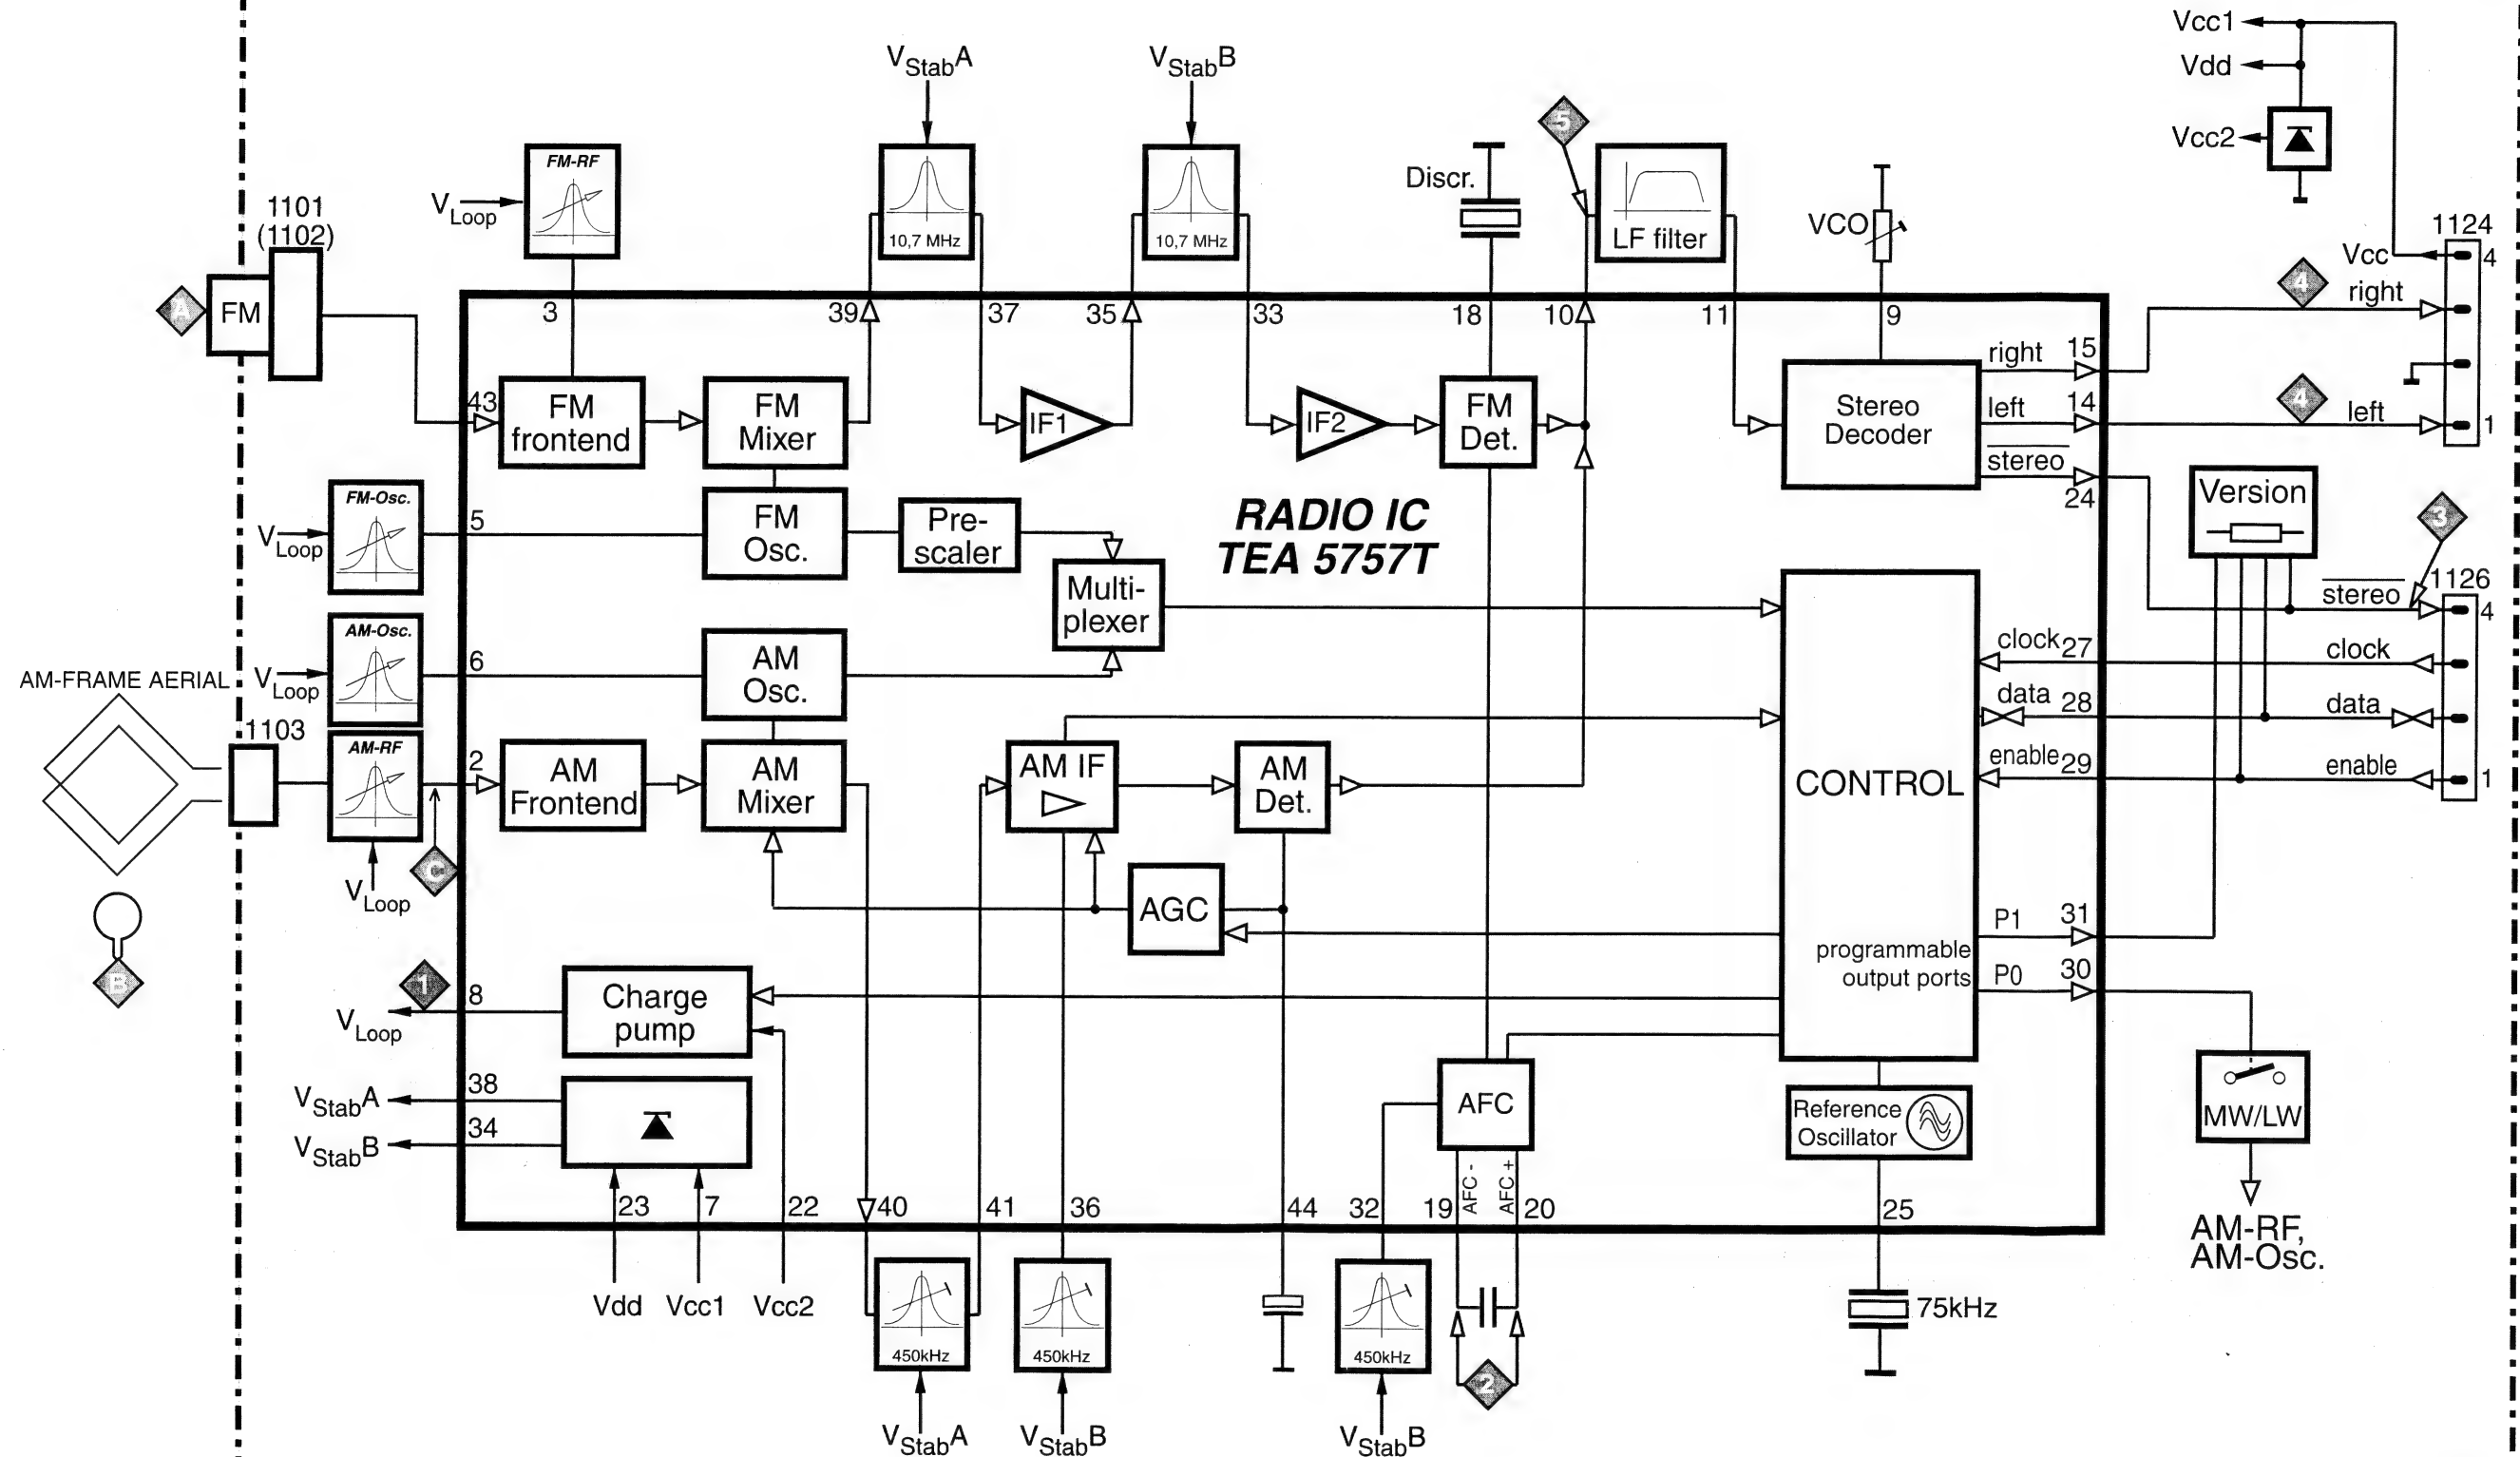 Vcc1
Vdd
Vcc2
VStabA
VStabB
5
FM-RF
VLoop
10,7 MHz
10,7 MHz
Discr.
LF filter
VCO
1124
Vcc
4
4
right
1101
(1102)
A
FM
3
39
37
35
33
18
10
11
9
right
15
43
FM
frontend
FM
Mixer
IF1
IF2
FM
Det.
Stereo
Decoder
left
14
4
left
1
stereo
24
FM-Osc.
VLoop
5
FM
Osc.
Pre-
scaler
RADIO IC
TEA 5757T
Version
3
1126
stereo
4
Multi-
plexer
AM-Osc.
VLoop
6
AM
Osc.
clock
27
clock
AM-FRAME AERIAL
1103
AM-RF
2
AM
Frontend
AM
Mixer
AM IF
AM
Det.
CONTROL
data
28
data
enable
29
enable
1
C
VLoop
AGC
B
P1
31
programmable
output ports
P0
30
1
8
VLoop
Charge
pump
38
VStabA
34
VStabB
AFC
Reference
Oscillator
MW/LW
23
7
22
40
41
36
44
32
19
AFC -
AFC +
20
25
AM-RF,
AM-Osc.
Vdd
Vcc1
Vcc2
450kHz
450kHz
450kHz
2
75kHz
VStabA
VStabB
VStabB